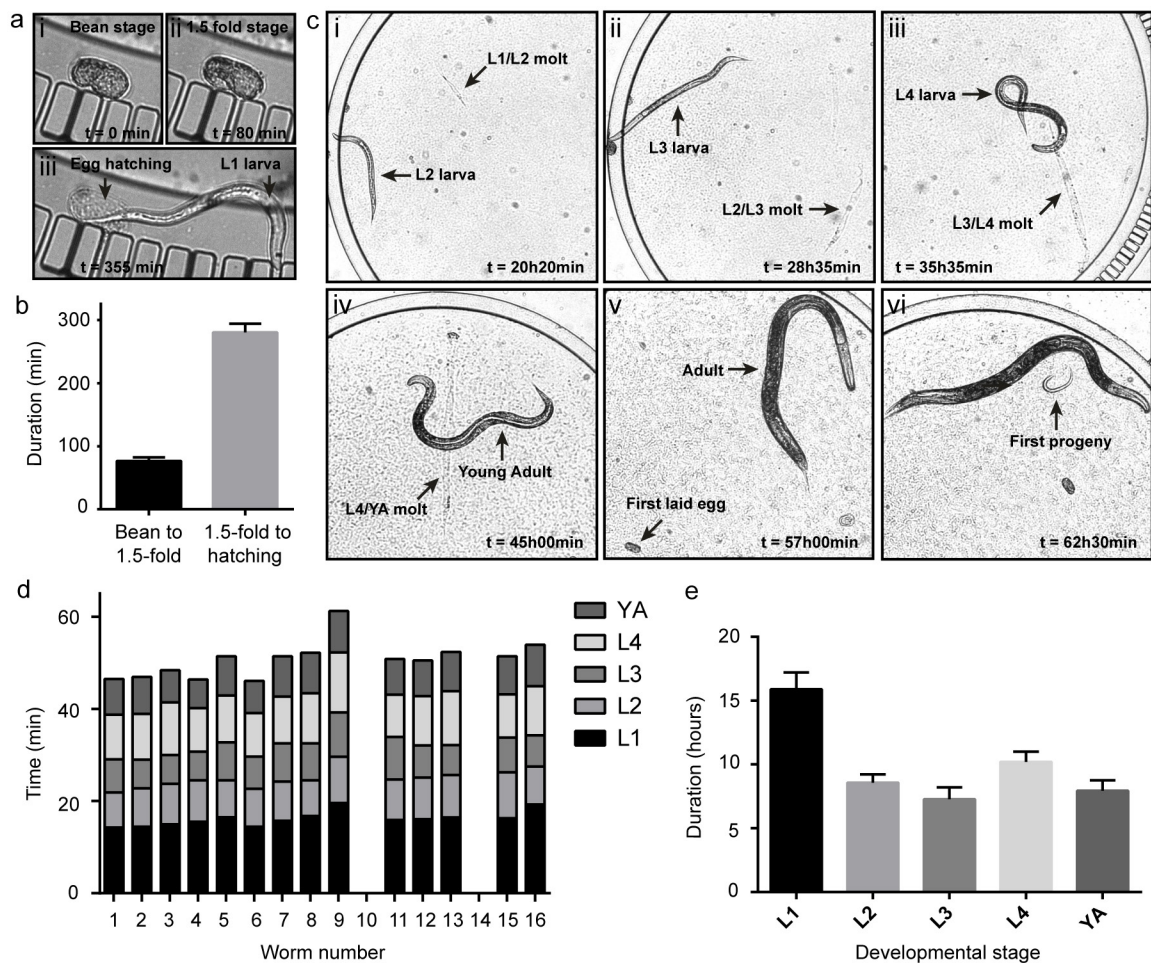 a
i Bean stage
t = 0 min
ii 1.5 fold stage
t = 80 min
iii Egg hatching L1 larva
t = 355 min
b
Duration (min)
300
200
100
0
Bean to
1.5-fold
1.5-fold to
hatching
c
i
L1/L2 molt
L2 larva
t = 20h20min
ii
L3 larva
L2/L3 molt
t = 28h35min
iii
L4 larva
L3/L4 molt
t = 35h35min
iv
Young Adult
L4/YA molt
t = 45h00min
v
Adult
First laid egg
t = 57h00min
vi
First progeny
t = 62h30min
d
Time (min)
60
40
20
0
1 2 3 4 5 6 7 8 9 10 11 12 13 14 15 16
Worm number
YA
L4
L3
L2
L1
e
Duration (hours)
20
15
10
5
0
L1 L2 L3 L4 YA
Developmental stage